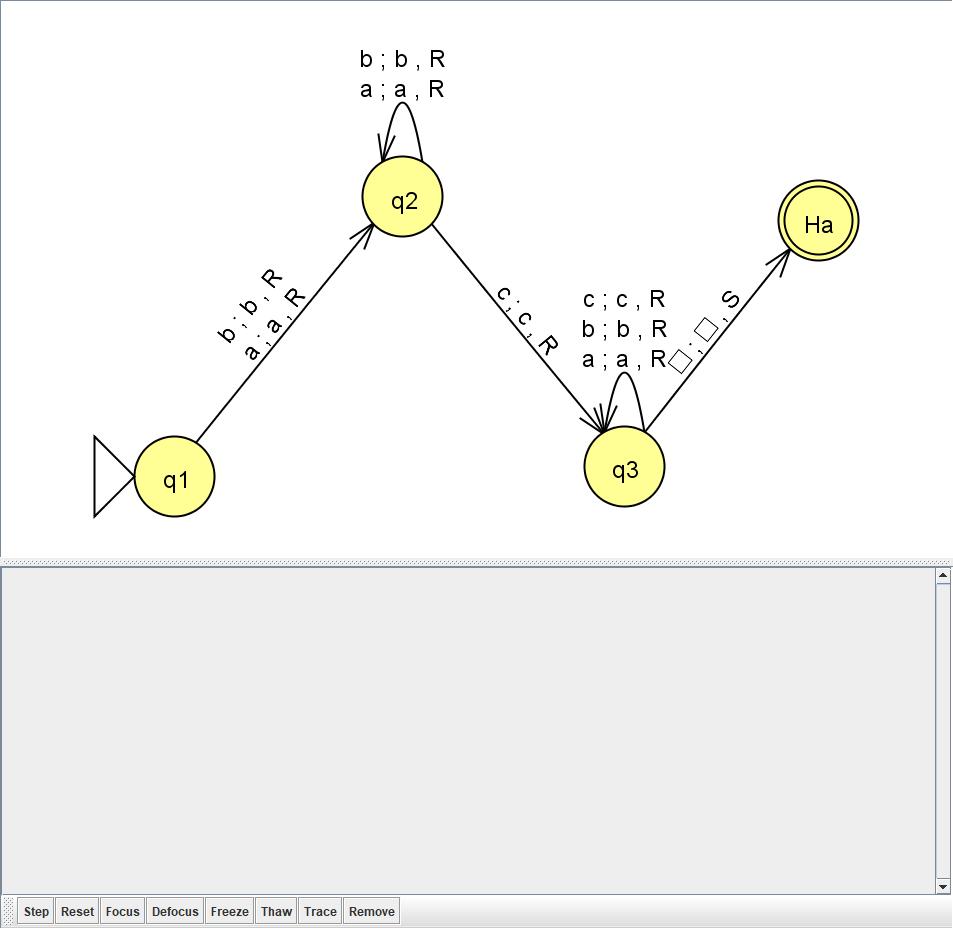 b ; b , R
a ; a , R
q2
Ha
b ; b , R
a ; a , R
c ; c , R
c ; c , R
b ; b , R
a ; a , R
□ ; □ , S
q1
q3
Step Reset Focus Defocus Freeze Thaw Trace Remove